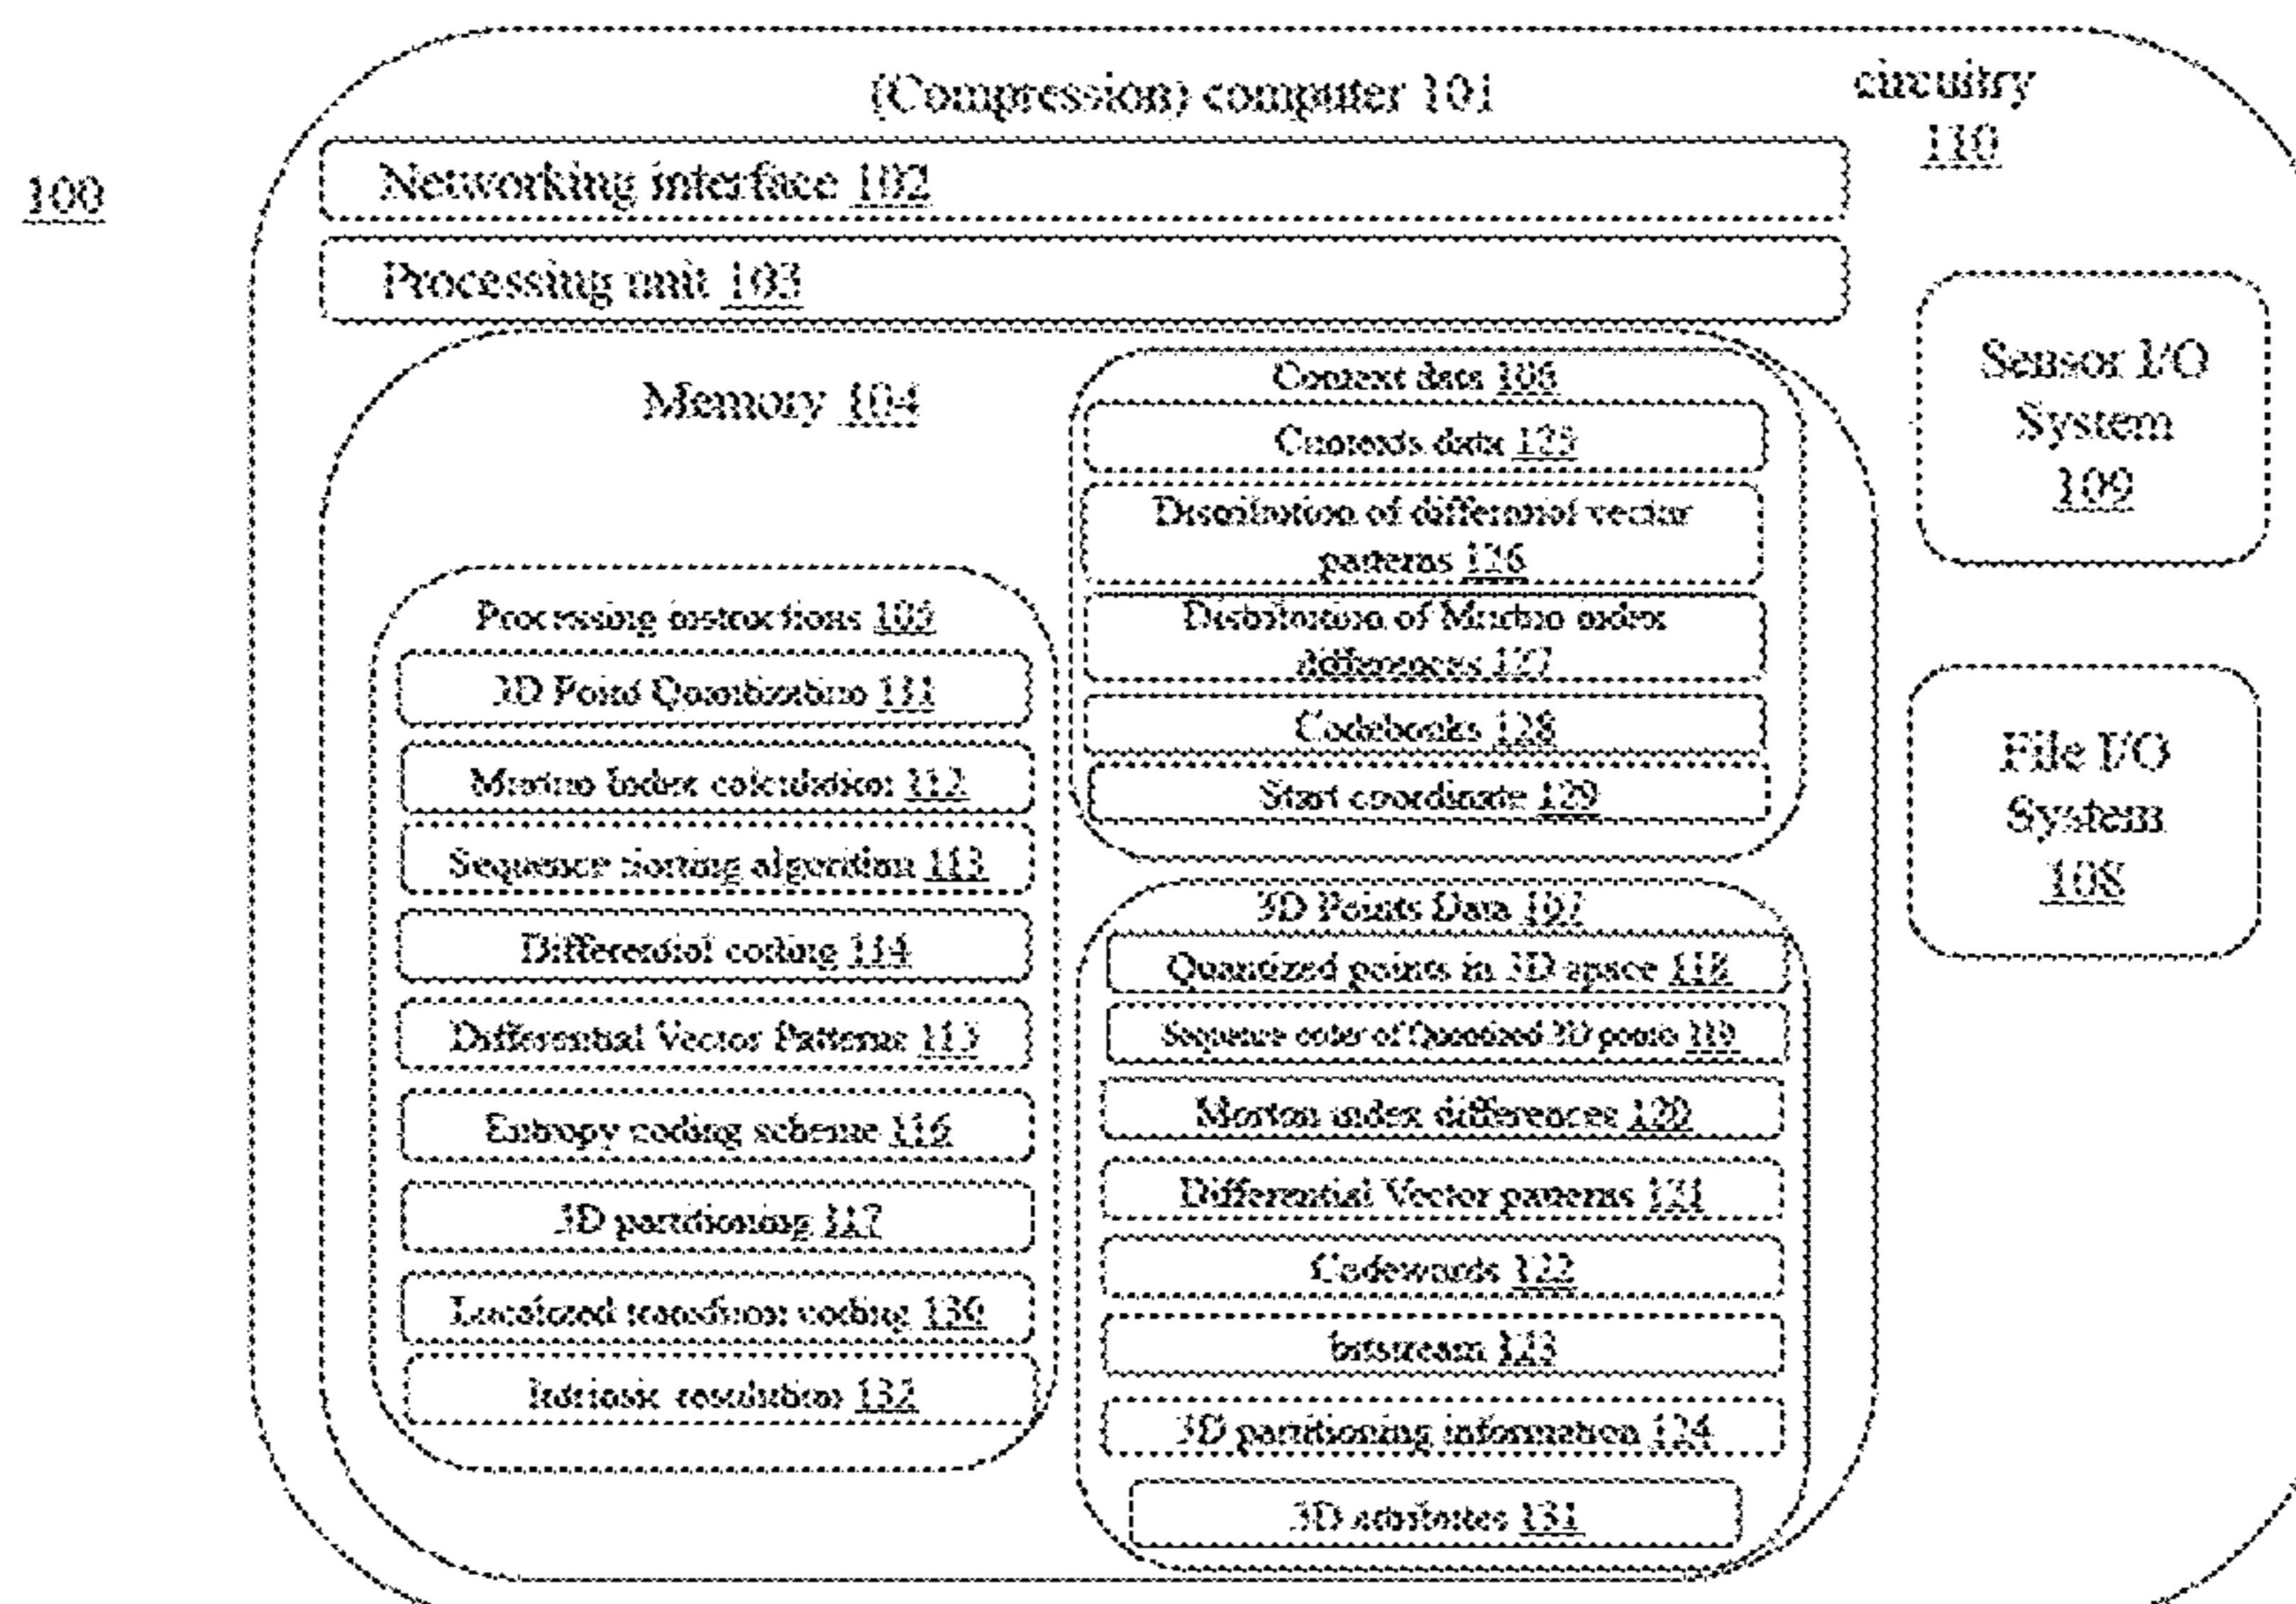 100
(Compression) computer 101
circuitry
110
Networking interface 102
Processing unit 103
Memory 104
Processing instructions 105
3D Point Quantization 111
Morton Index calculation 112
Sequence Sorting algorithm 113
Differential coding 114
Differential Vector Patterns 115
Entropy coding scheme 116
3D partitioning 117
Localized transform coding 130
Intrinsic resolution 132
Context data 106
Contexts data 125
Distribution of differential vector
patterns 126
Distribution of Morton index
differences 127
Codebooks 128
Start coordinate 129
3D Points Data 107
Quantized points in 3D space 118
Sequence order of Quantized 3D points 119
Morton index differences 120
Differential Vector patterns 121
Codewords 122
bitstream 123
3D partitioning information 124
3D attributes 131
Sensor I/O
System
109
File I/O
System
108